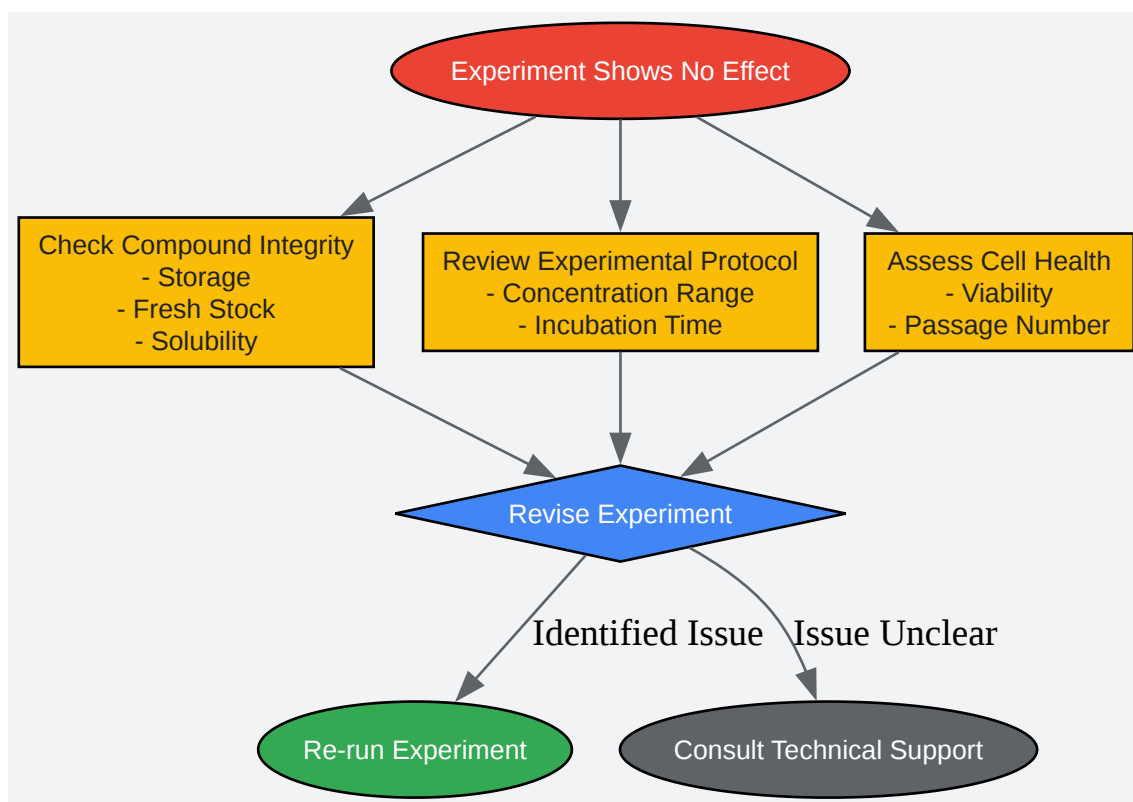 Experiment Shows No Effect
Check Compound Integrity
- Storage
- Fresh Stock
- Solubility
Review Experimental Protocol
- Concentration Range
- Incubation Time
Assess Cell Health
- Viability
- Passage Number
Revise Experiment
Identified Issue
Issue Unclear
Re-run Experiment
Consult Technical Support